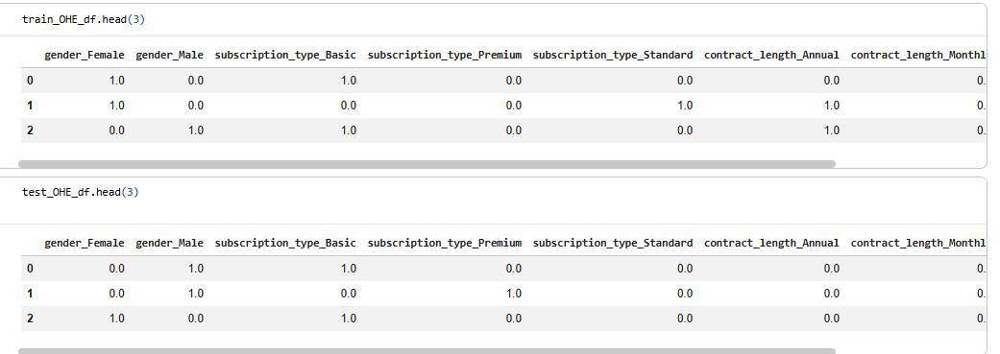 train_OHE_df.head(3)
gender_Female gender_Male subscription_type_Basic subscription_type_Premium subscription_type_Standard contract_length_Annual contract_length_Monthl
0 1.0 0.0 1.0 0.0 0.0 0.0 0.
1 1.0 0.0 0.0 0.0 1.0 1.0 0.
2 0.0 1.0 1.0 0.0 0.0 1.0 0.
test_OHE_df.head(3)
gender_Female gender_Male subscription_type_Basic subscription_type_Premium subscription_type_Standard contract_length_Annual contract_length_Monthl
0 0.0 1.0 1.0 0.0 0.0 0.0 0.
1 0.0 1.0 0.0 1.0 0.0 0.0 0.
2 1.0 0.0 1.0 0.0 0.0 0.0 0.